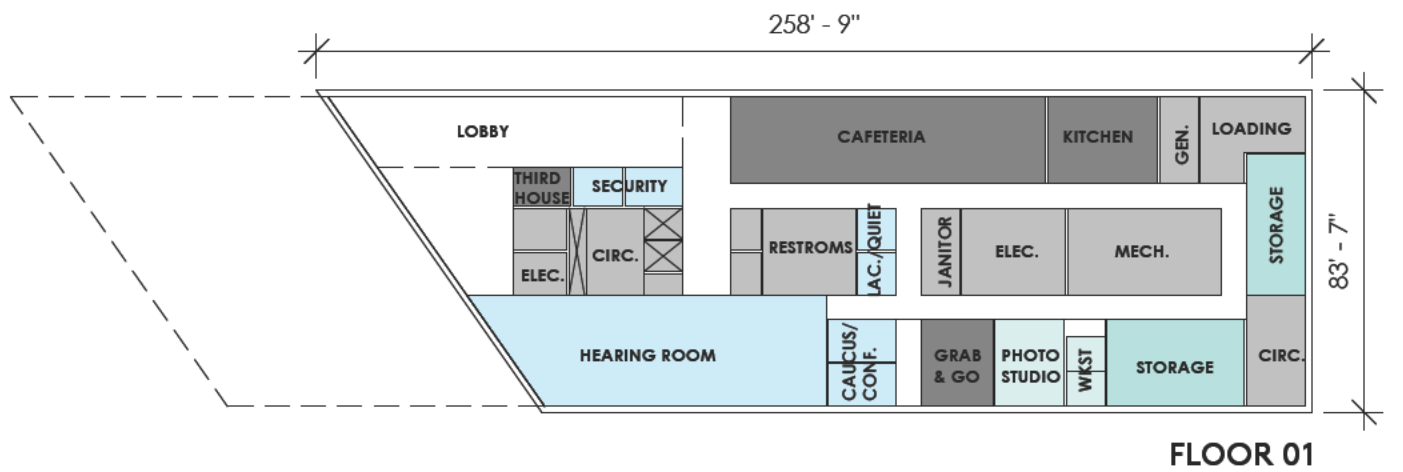 258' - 9"
LOBBY
CAFETERIA
KITCHEN
GEN.
LOADING
THIRD
HOUSE
SECURITY
STORAGE
83' - 7"
ELEC.
CIRC.
RESTROMS
LAC./QUIET
JANITOR
ELEC.
MECH.
HEARING ROOM
CAUCUS/
CONF.
GRAB
& GO
PHOTO
STUDIO
WKST
STORAGE
CIRC.
FLOOR 01